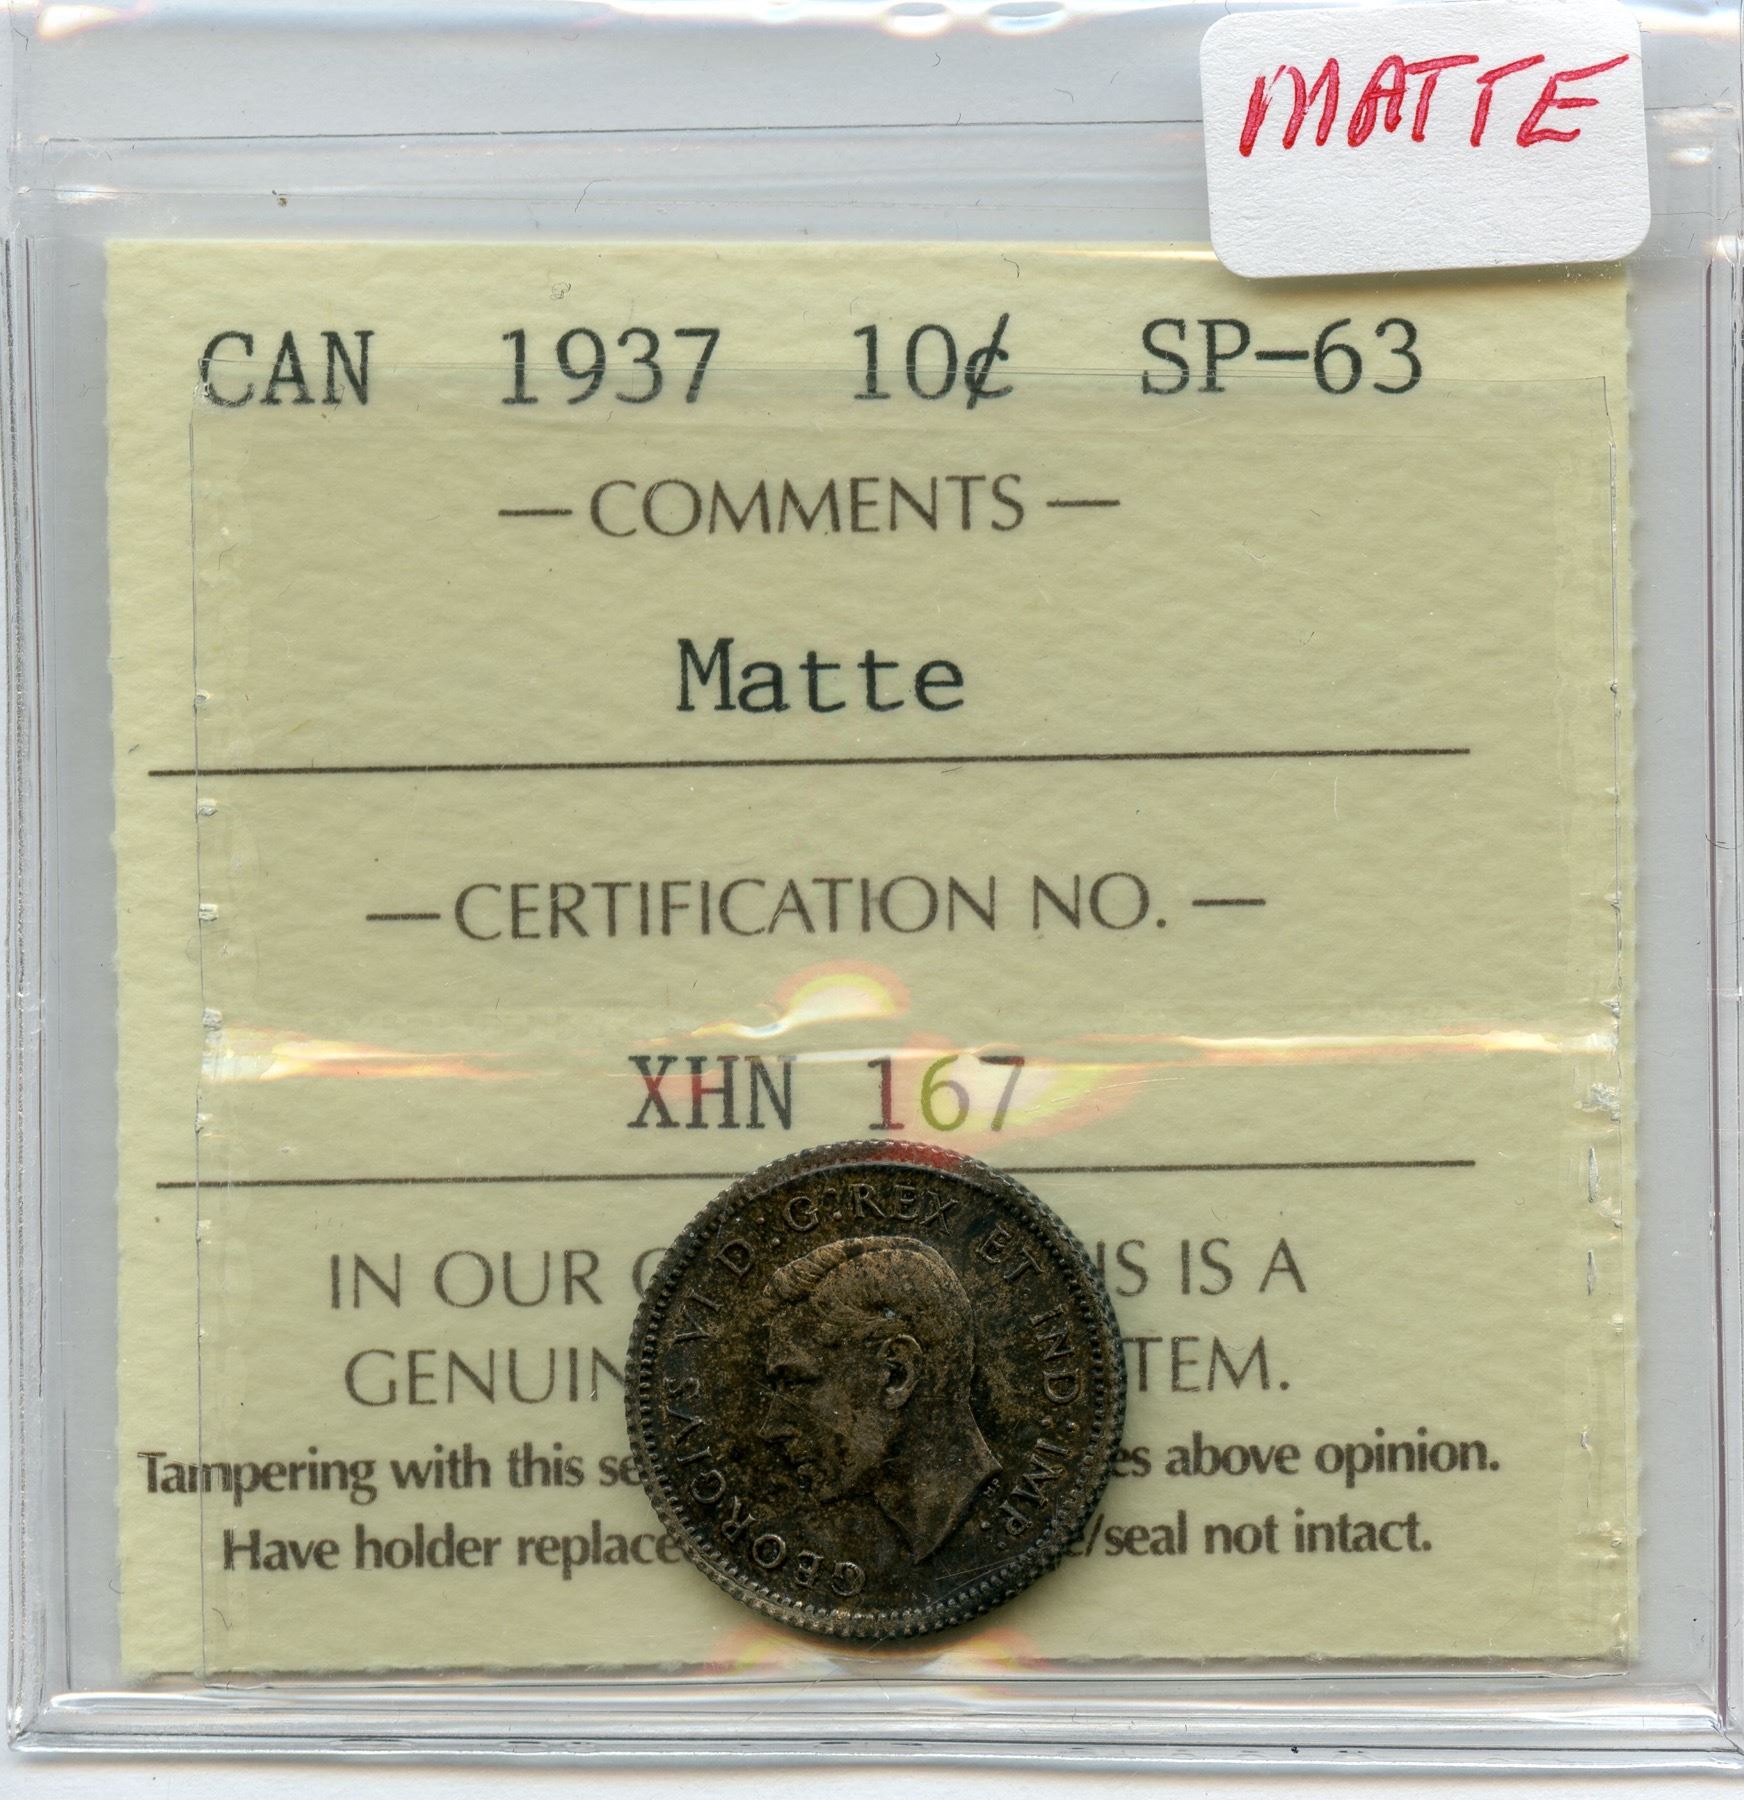 MATTE
CAN 1937 10¢ SP-63
—COMMENTS—
Matte
—CERTIFICATION NO.—
XHN 167
IN OUR IS IS A
GENUIN TEM.
Tampering with this se es above opinion.
Have holder replace e/seal not intact.
GEORGIVS VI D:G:REX ET IND:IMP: